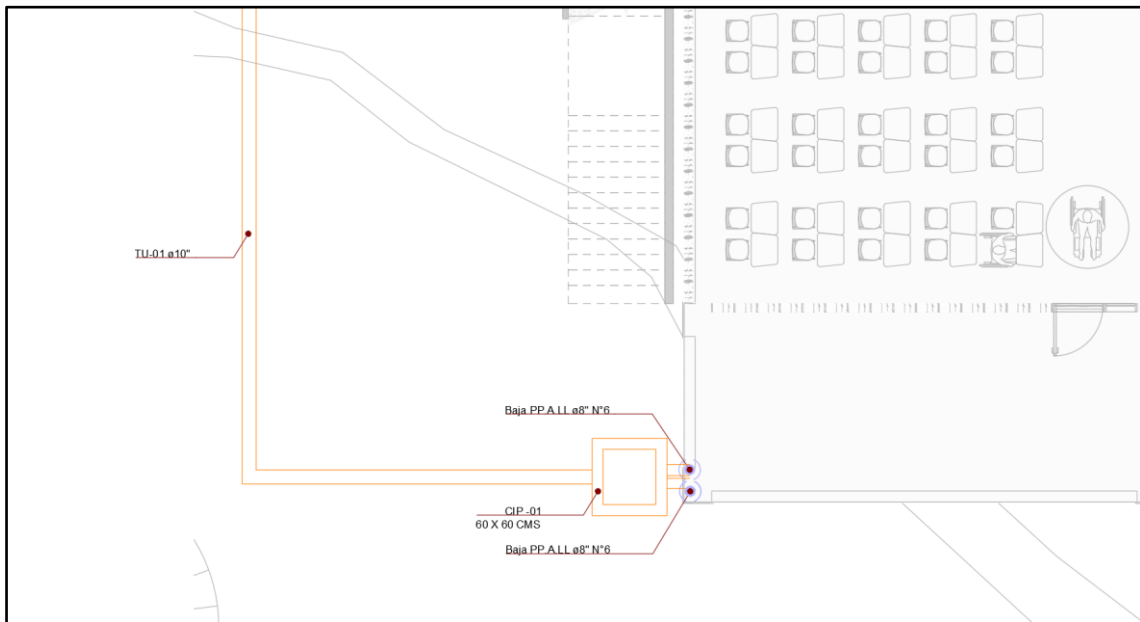 TU-01 ø10"
Baja PP.A.LL ø8" N°6
CIP -01
60 X 60 CMS
Baja PP.A.LL ø8" N°6